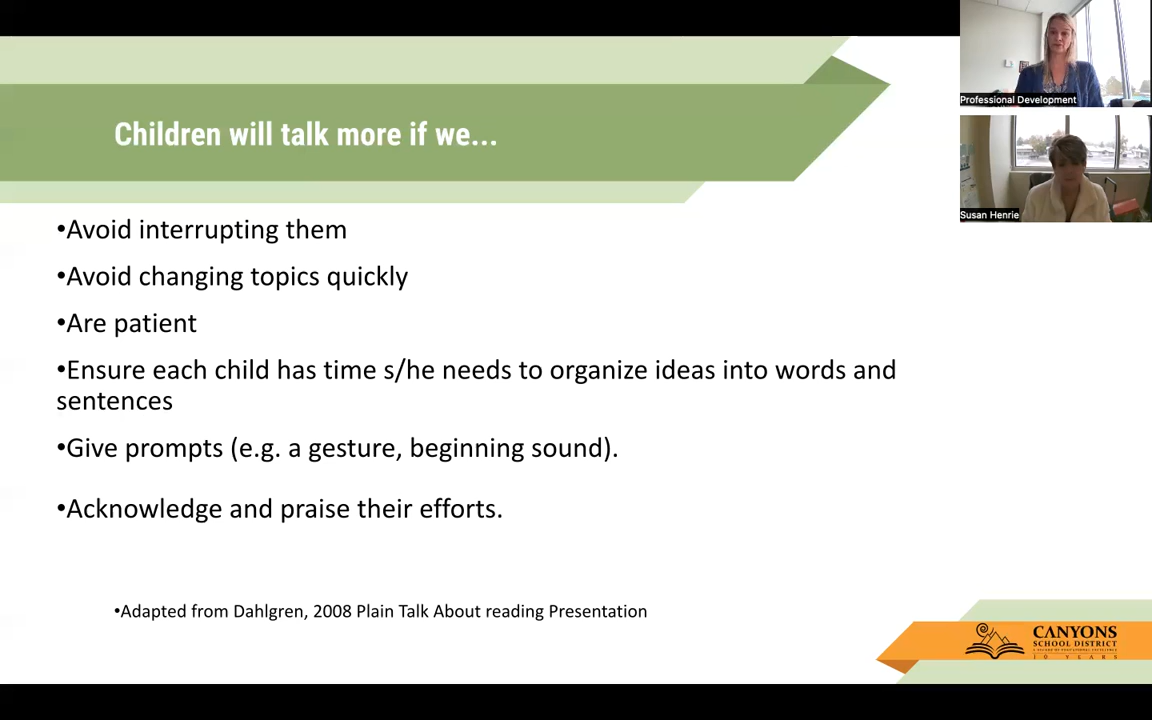 Children will talk more if we...
•Avoid interrupting them
•Avoid changing topics quickly
•Are patient
•Ensure each child has time s/he needs to organize ideas into words and
sentences
•Give prompts (e.g. a gesture, beginning sound).
•Acknowledge and praise their efforts.
•Adapted from Dahlgren, 2008 Plain Talk About reading Presentation
Professional Development
Susan Henrie
CANYONS
SCHOOL DISTRICT
10 YEARS